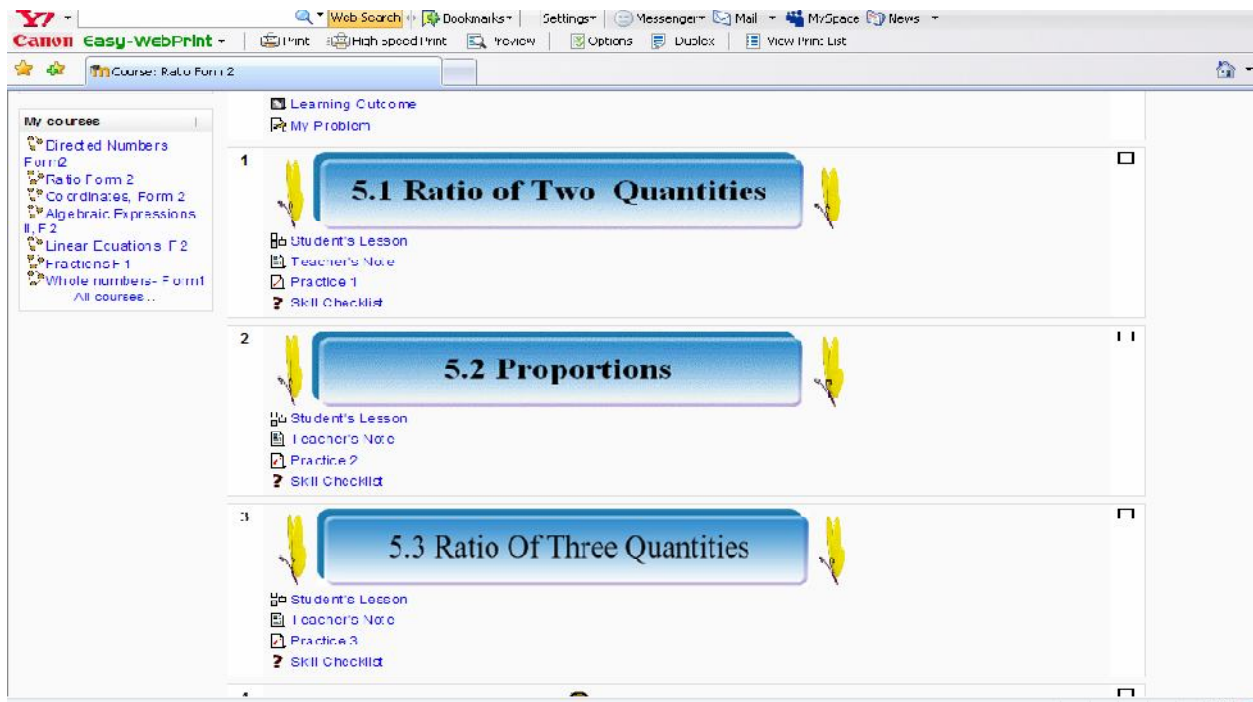 Y!
Web Search Bookmarks Settings Messenger Mail MySpace News
Canon Easy-WebPrint Print High Speed Print Preview Options Duplex View Print List
Course: Ratio Form 2
My courses
Directed Numbers
Form2
Ratio Form 2
Coordinates, Form 2
Algebraic Expressions
II, F 2
Linear Equations F 2
Fractions F 1
Whole numbers- Form1
All courses ..
Learning Outcome
My Problem
1
5.1 Ratio of Two Quantities
Student's Lesson
Teacher's Note
Practice 1
Skill Checklist
2
5.2 Proportions
Student's Lesson
Teacher's Note
Practice 2
Skill Checklist
3
5.3 Ratio Of Three Quantities
Student's Lesson
Teacher's Note
Practice 3
Skill Checklist